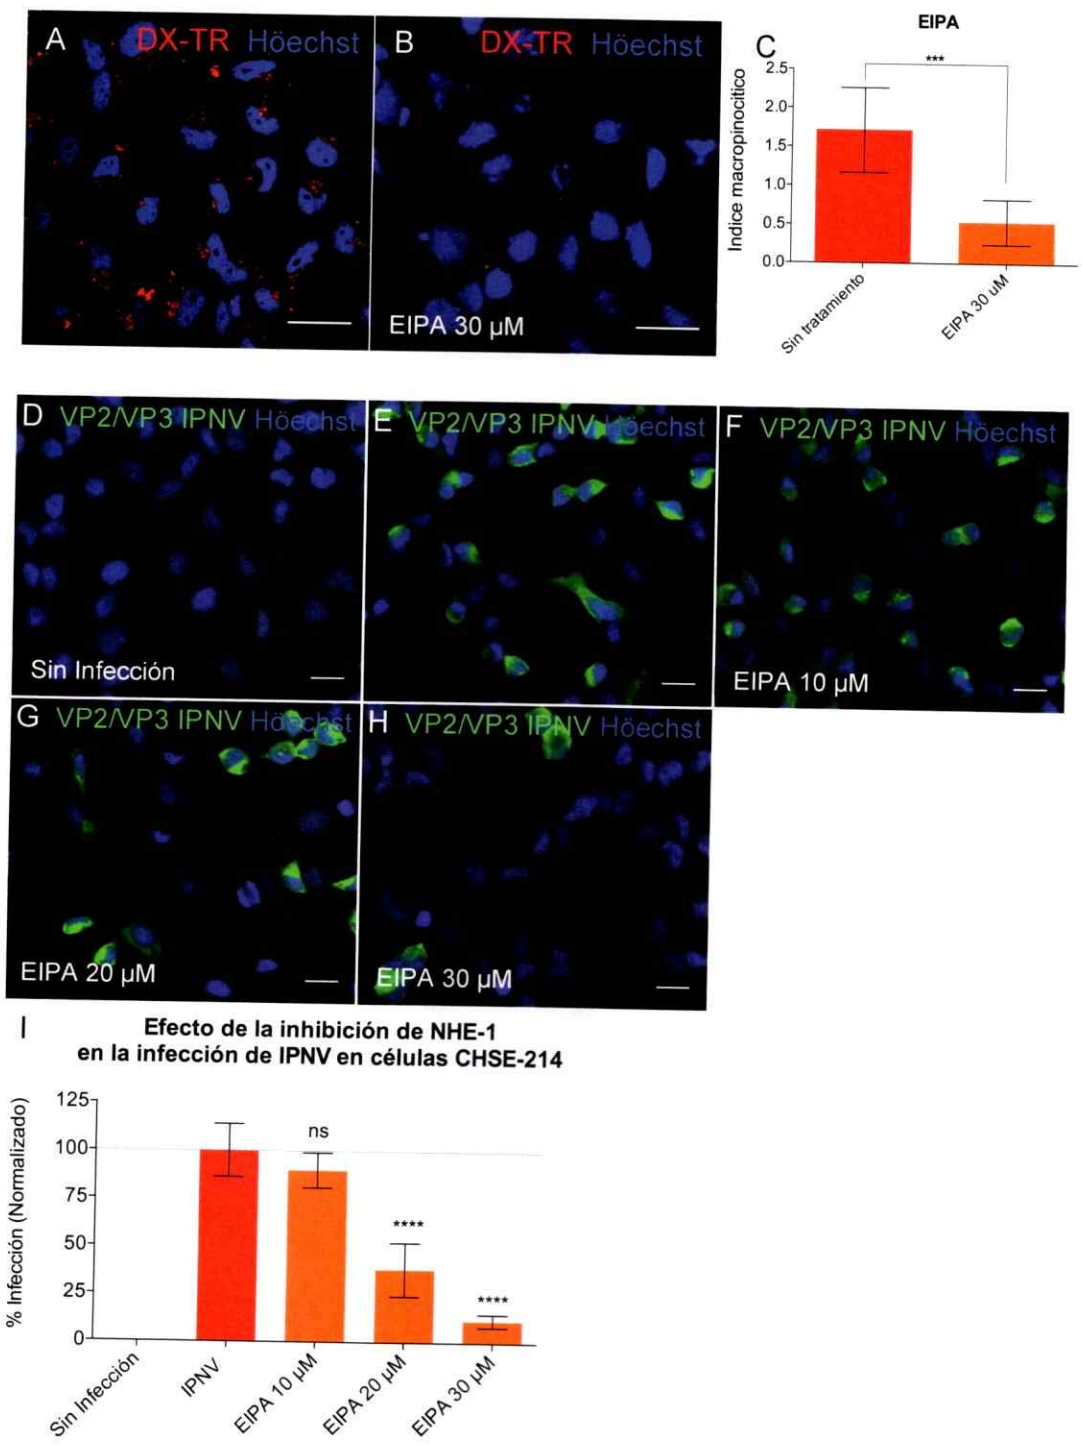 A DX-TR Höechst
B DX-TR Höechst
EIPA 30 µM
EIPA
C
***
Indice macropinocitico
2.5
2.0
1.5
1.0
0.5
0.0
Sin tratamiento
EIPA 30 uM
D VP2/VP3 IPNV Höechst
Sin Infección
E VP2/VP3 IPNV Höechst
F VP2/VP3 IPNV Höechst
EIPA 10 µM
G VP2/VP3 IPNV Höechst
EIPA 20 µM
H VP2/VP3 IPNV Höechst
EIPA 30 µM
I
Efecto de la inhibición de NHE-1
en la infección de IPNV en células CHSE-214
% Infección (Normalizado)
125
100
75
50
25
0
ns
****
****
Sin Infección
IPNV
EIPA 10 µM
EIPA 20 µM
EIPA 30 µM